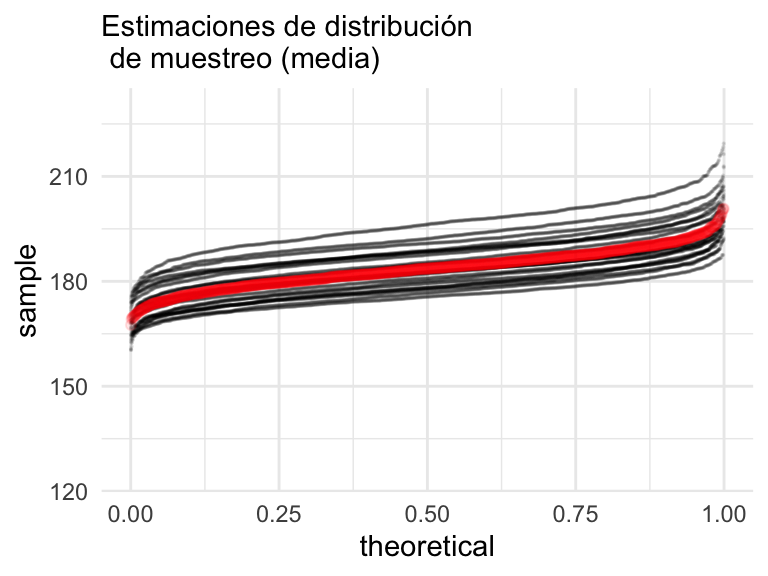 Estimaciones de distribución
de muestreo (media)
210
180
150
120
sample
0.00 0.25 0.50 0.75 1.00
theoretical